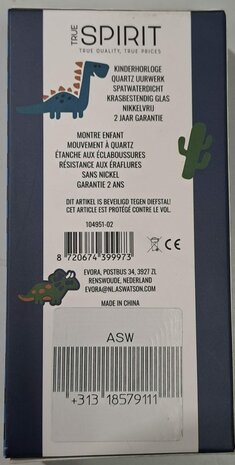 TRUE
SPIRIT
TRUE QUALITY, TRUE PRICES
KINDERHORLOGE
QUARTZ UURWERK
SPATWATERDICHT
KRASBESTENDIG GLAS
NIKKELVRIJ
2 JAAR GARANTIE
MONTRE ENFANT
MOUVEMENT À QUARTZ
ÉTANCHE AUX ÉCLABOUSSURES
RÉSISTANCE AUX ÉRAFLURES
SANS NICKEL
GARANTIE 2 ANS
DIT ARTIKEL IS BEVEILIGD TEGEN DIEFSTAL!
CET ARTICLE EST PROTÉGÉ CONTRE LE VOL.
104951-02
8 720674 399973
CE
EVORA, POSTBUS 34, 3927 ZL
RENSWOUDE, NEDERLAND
EVORA@NL.ASWATSON.COM
MADE IN CHINA
ASW
+313 18579111